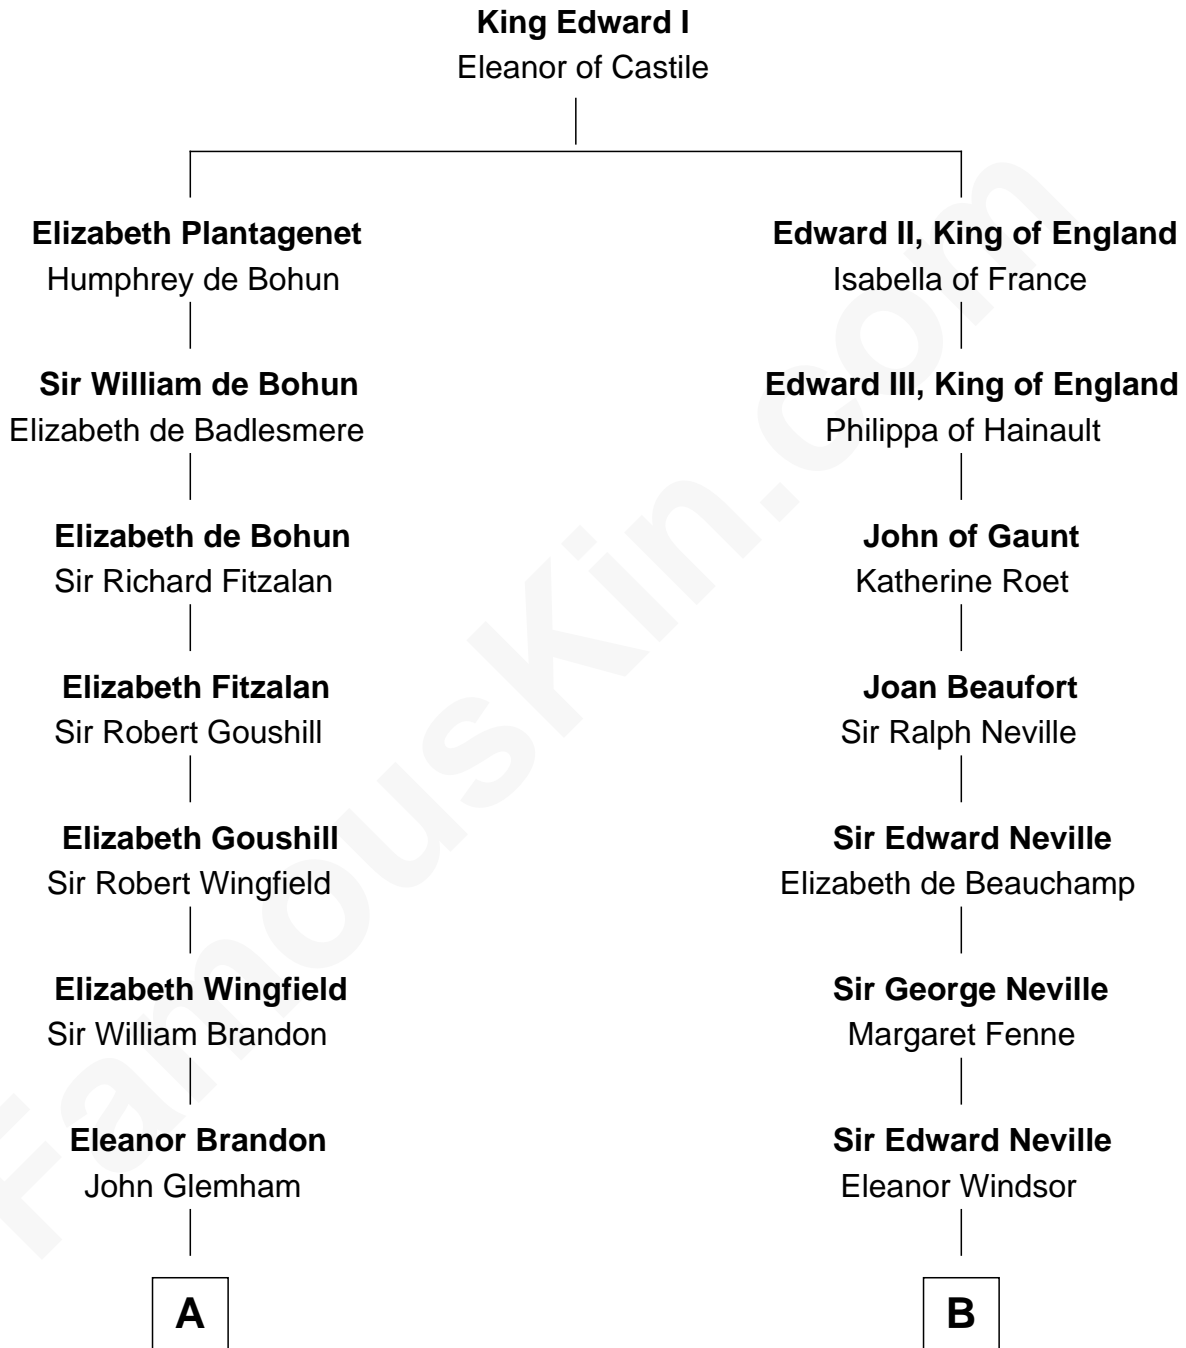 King Edward I
Eleanor of Castile
Elizabeth Plantagenet
Humphrey de Bohun
Edward II, King of England
Isabella of France
Sir William de Bohun
Elizabeth de Badlesmere
Edward III, King of England
Philippa of Hainault
Elizabeth de Bohun
Sir Richard Fitzalan
John of Gaunt
Katherine Roet
Elizabeth Fitzalan
Sir Robert Goushill
Joan Beaufort
Sir Ralph Neville
Elizabeth Goushill
Sir Robert Wingfield
Sir Edward Neville
Elizabeth de Beauchamp
Elizabeth Wingfield
Sir William Brandon
Sir George Neville
Margaret Fenne
Eleanor Brandon
John Glemham
Sir Edward Neville
Eleanor Windsor
A
B
FamousKin.com